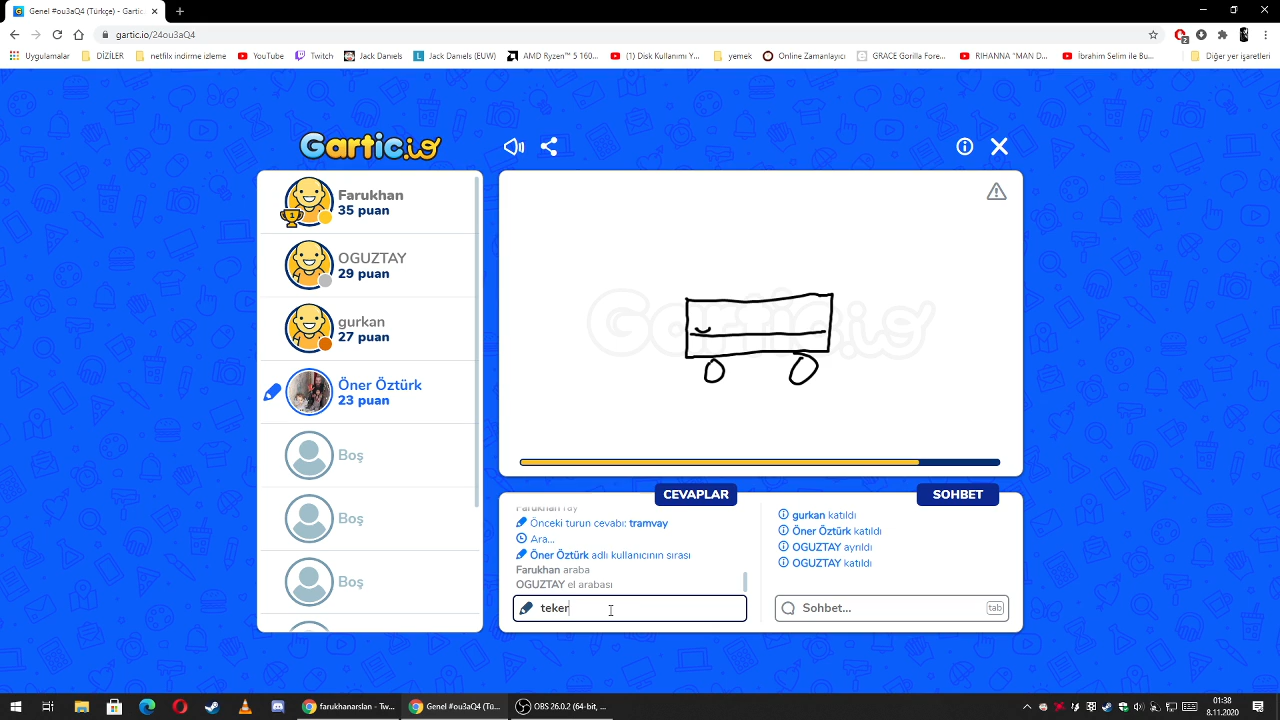 Genel #ou3aQ4 (Türkçe) - Gartic.
gartic.io/24ou3aQ4
Uygulamalar
DİZİLER
netflix indirme izleme
YouTube
Twitch
Jack Daniels
Jack Daniels (EUW)
AMD Ryzen™ 5 160...
(1) Disk Kullanımı Y...
yemek
Online Zamanlayıcı
GRACE Gorilla Fore...
RIHANNA "MAN D...
İbrahim Selim ile Bu...
Diğer yer işaretleri
Gartic.io
Farukhan
35 puan
OGUZTAY
29 puan
gurkan
27 puan
Öner Öztürk
23 puan
Boş
Boş
Boş
Gartic.io
CEVAPLAR
Farukhan ray
Önceki turun cevabı: tramvay
Ara...
Öner Öztürk adlı kullanıcının sırası
Farukhan araba
OGUZTAY el arabası
teker
SOHBET
gurkan katıldı
Öner Öztürk katıldı
OGUZTAY ayrıldı
OGUZTAY katıldı
Sohbet...
tab
farukhanarslan - Tw...
Genel #ou3aQ4 (Tü...
OBS 26.0.2 (64-bit, ...
01:38
8.11.2020